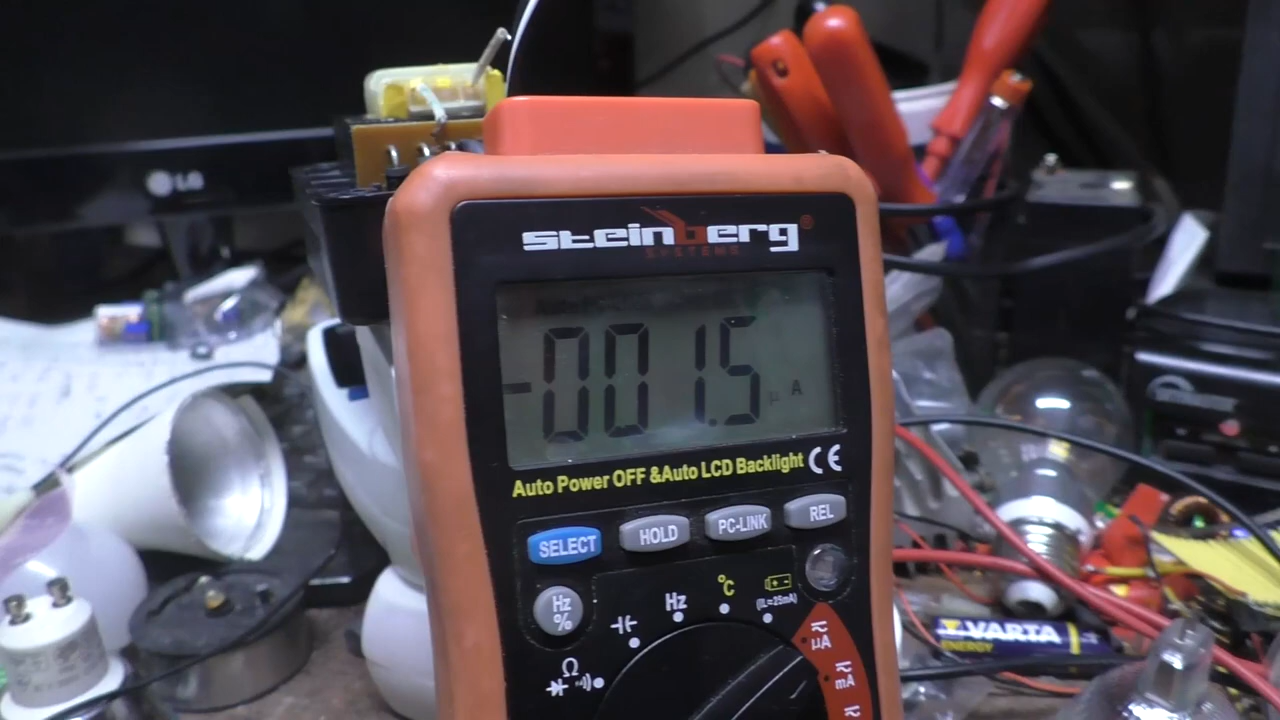 LG
steinberg®
SYSTEMS
-001.5 μA
Auto Power OFF &Auto LCD Backlight CE
SELECT
HOLD
PC-LINK
REL
Hz
%
Hz
°C
(IL≈25mA)
Ω
μA
mA
VARTA
ENERGY